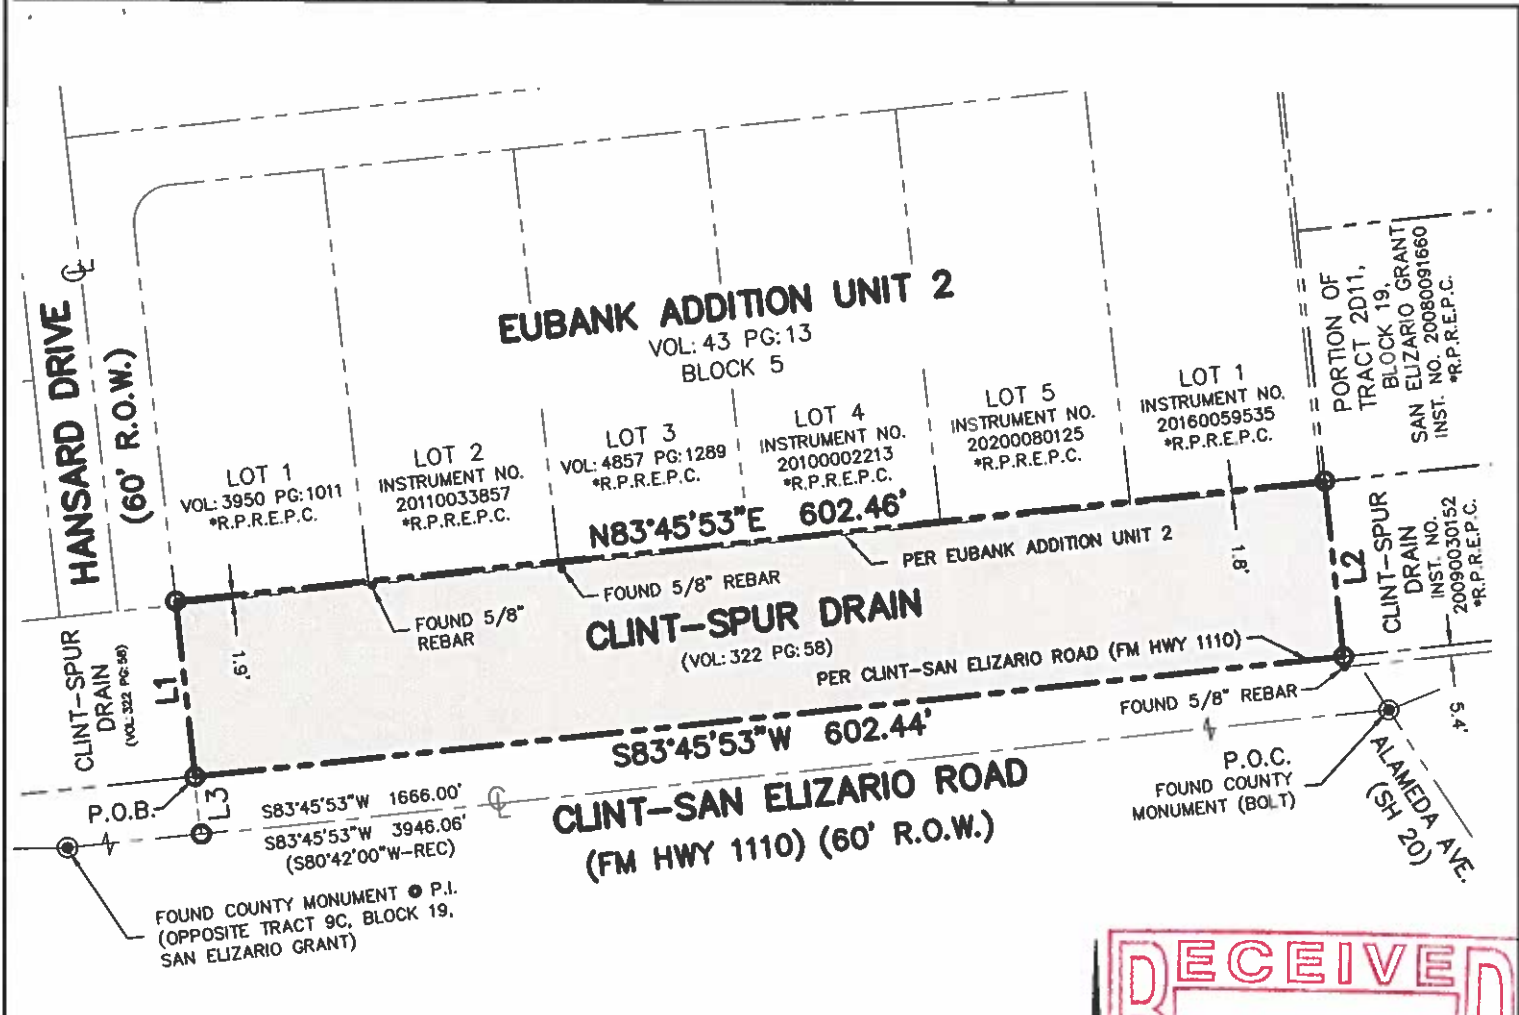 HANSARD DRIVE
(60' R.O.W.)
EUBANK ADDITION UNIT 2
VOL: 43 PG: 13
BLOCK 5
LOT 1
VOL: 3950 PG: 1011
*R.P.R.E.P.C.
LOT 2
INSTRUMENT NO.
20110033857
*R.P.R.E.P.C.
LOT 3
VOL: 4857 PG: 1289
*R.P.R.E.P.C.
LOT 4
INSTRUMENT NO.
20100002213
*R.P.R.E.P.C.
LOT 5
INSTRUMENT NO.
20200080125
*R.P.R.E.P.C.
LOT 1
INSTRUMENT NO.
20160059535
*R.P.R.E.P.C.
PORTION OF
TRACT 2D11,
BLOCK 19,
SAN ELIZARIO GRANT
INST. NO. 20080091660
*R.P.R.E.P.C.
N83°45'53"E 602.46'
PER EUBANK ADDITION UNIT 2
FOUND 5/8" REBAR
FOUND 5/8"
REBAR
1.9'
1.8'
CLINT-SPUR DRAIN
(VOL: 322 PG: 58)
PER CLINT-SAN ELIZARIO ROAD (FM HWY 1110)
L1
L2
CLINT-SPUR
DRAIN
(VOL: 322 PG: 58)
CLINT-SPUR
DRAIN
INST. NO.
20090030152
*R.P.R.E.P.C.
FOUND 5/8" REBAR
5.4'
S83°45'53"W 602.44'
P.O.B.
L3
S83°45'53"W 1666.00'
S83°45'53"W 3946.06'
(S80°42'00"W-REC)
CLINT-SAN ELIZARIO ROAD
(FM HWY 1110) (60' R.O.W.)
P.O.C.
FOUND COUNTY
MONUMENT (BOLT)
ALAMEDA AVE.
(SH 20)
FOUND COUNTY MONUMENT @ P.I.
(OPPOSITE TRACT 9C, BLOCK 19,
SAN ELIZARIO GRANT)
RECEIVED